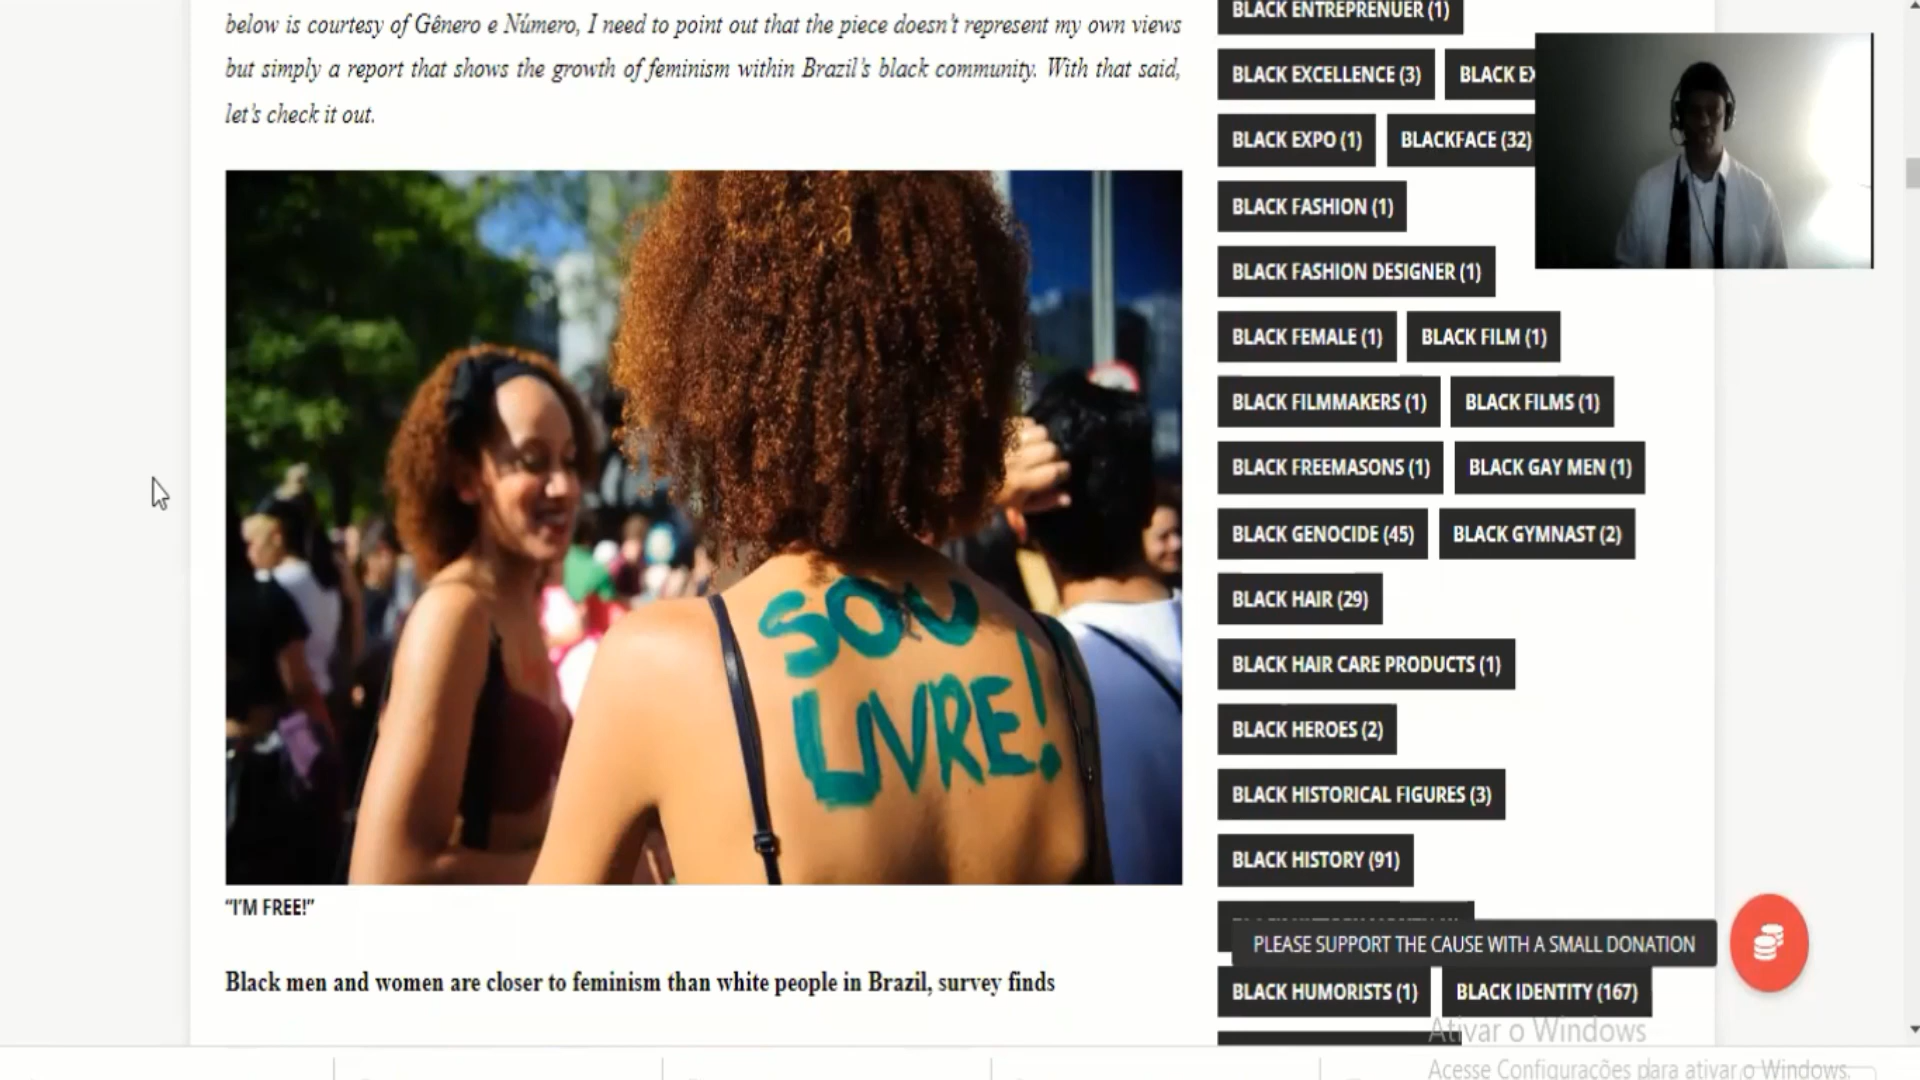 below is courtesy of Gênero e Número, I need to point out that the piece doesn't represent my own views
but simply a report that shows the growth of feminism within Brazil's black community. With that said,
let's check it out.
SOU
LIVRE!
"I'M FREE!"
Black men and women are closer to feminism than white people in Brazil, survey finds
BLACK ENTREPRENUER (1)
BLACK EXCELLENCE (3)
BLACK EXPO (1)
BLACKFACE (32)
BLACK FASHION (1)
BLACK FASHION DESIGNER (1)
BLACK FEMALE (1)
BLACK FILM (1)
BLACK FILMMAKERS (1)
BLACK FILMS (1)
BLACK FREEMASONS (1)
BLACK GAY MEN (1)
BLACK GENOCIDE (45)
BLACK GYMNAST (2)
BLACK HAIR (29)
BLACK HAIR CARE PRODUCTS (1)
BLACK HEROES (2)
BLACK HISTORICAL FIGURES (3)
BLACK HISTORY (91)
PLEASE SUPPORT THE CAUSE WITH A SMALL DONATION
BLACK HUMORISTS (1)
BLACK IDENTITY (167)
Ativar o Windows
Acesse Configurações para ativar o Windows.